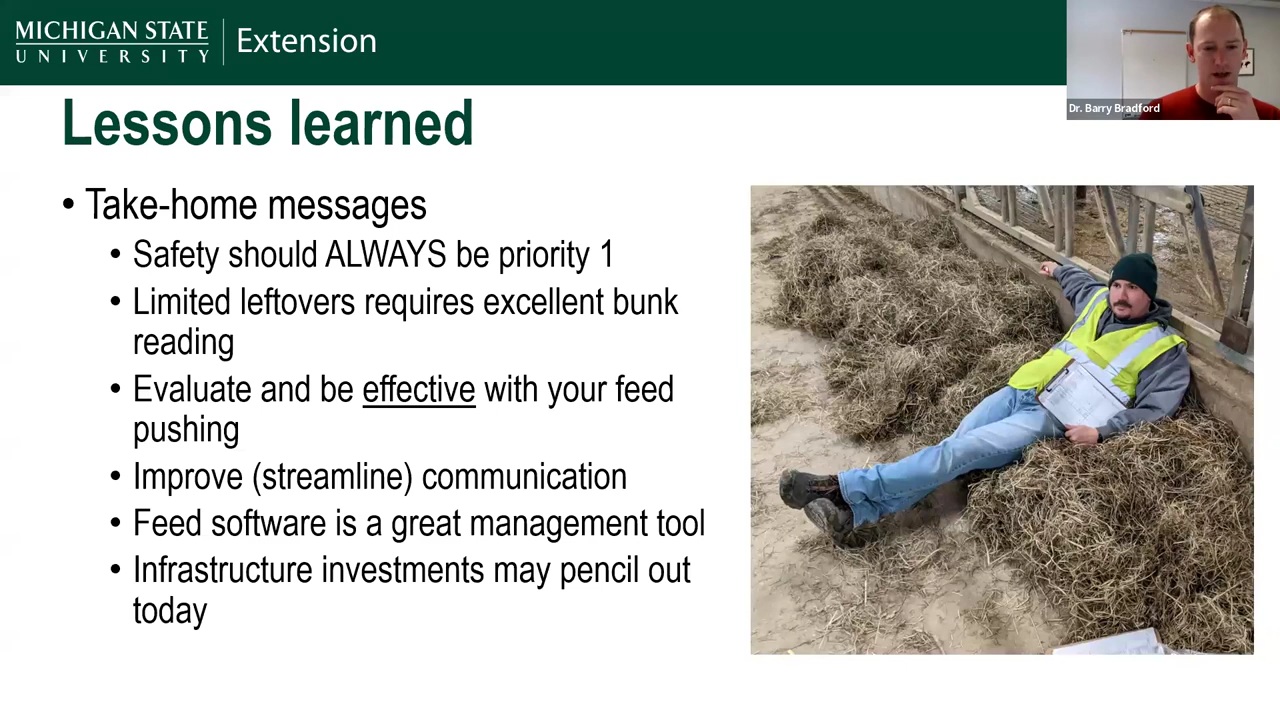 MICHIGAN STATE
UNIVERSITY
Extension
Dr. Barry Bradford
Lessons learned
• Take-home messages
• Safety should ALWAYS be priority 1
• Limited leftovers requires excellent bunk
reading
• Evaluate and be effective with your feed
pushing
• Improve (streamline) communication
• Feed software is a great management tool
• Infrastructure investments may pencil out
today